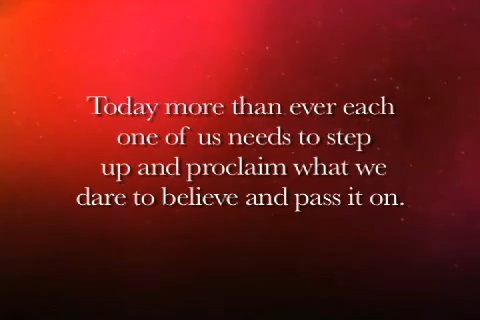 Today more than ever each
one of us needs to step
up and proclaim what we
dare to believe and pass it on.